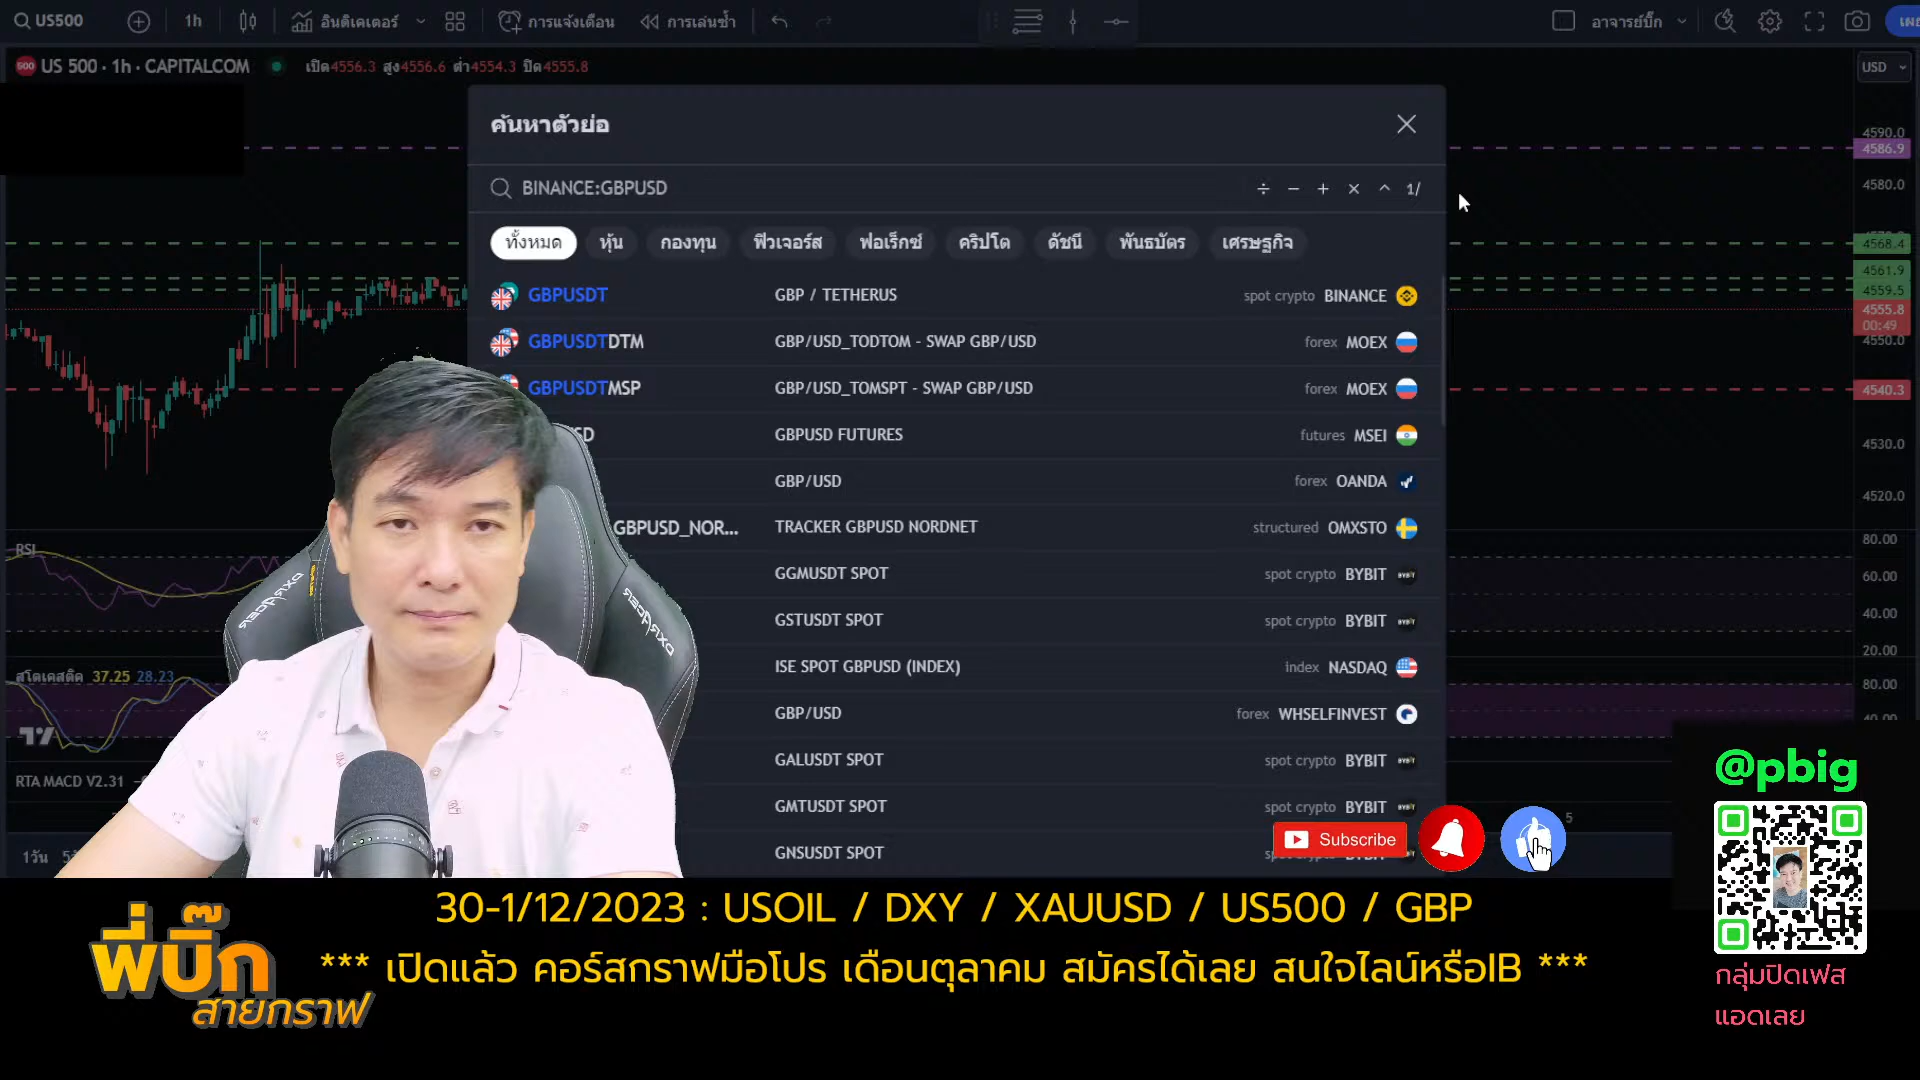 US500
1h
อินดิเคเตอร์
การแจ้งเตือน
การเล่นซ้ำ
อาจารย์บิ๊ก
US 500 · 1h · CAPITALCOM
เปิด4556.3 สูง4556.6 ต่ำ4554.3 ปิด4555.8
USD
ค้นหาตัวย่อ
BINANCE:GBPUSD
÷ − + × ^ 1/
ทั้งหมด หุ้น กองทุน ฟิวเจอร์ส ฟอเร็กซ์ คริปโต ดัชนี พันธบัตร เศรษฐกิจ
GBPUSDT GBP / TETHERUS spot crypto BINANCE
GBPUSDTDTM GBP/USD_TODTOM - SWAP GBP/USD forex MOEX
GBPUSDTMSP GBP/USD_TOMSPT - SWAP GBP/USD forex MOEX
GBPUSD FUTURES futures MSEI
GBP/USD forex OANDA
GBPUSD_NOR... TRACKER GBPUSD NORDNET structured OMXSTO
GGMUSDT SPOT spot crypto BYBIT
GSTUSDT SPOT spot crypto BYBIT
ISE SPOT GBPUSD (INDEX) index NASDAQ
GBP/USD forex WHSELFINVEST
GALUSDT SPOT spot crypto BYBIT
GMTUSDT SPOT spot crypto BYBIT
GNSUSDT SPOT
4590.0
4586.9
4580.0
4568.4
4561.9
4559.5
4555.8
00:49
4550.0
4540.3
4530.0
4520.0
80.00
60.00
40.00
20.00
80.00
RSI
สโตแคสติค 37.25 28.23
RTA MACD V2.31
1วัน
DXRACER
DXRACER
Subscribe
@pbig
กลุ่มปิดเฟส
แอดเลย
พี่บิ๊ก
สายกราฟ
30-1/12/2023 : USOIL / DXY / XAUUSD / US500 / GBP
*** เปิดแล้ว คอร์สกราฟมือโปร เดือนตุลาคม สมัครได้เลย สนใจไลน์หรือIB ***